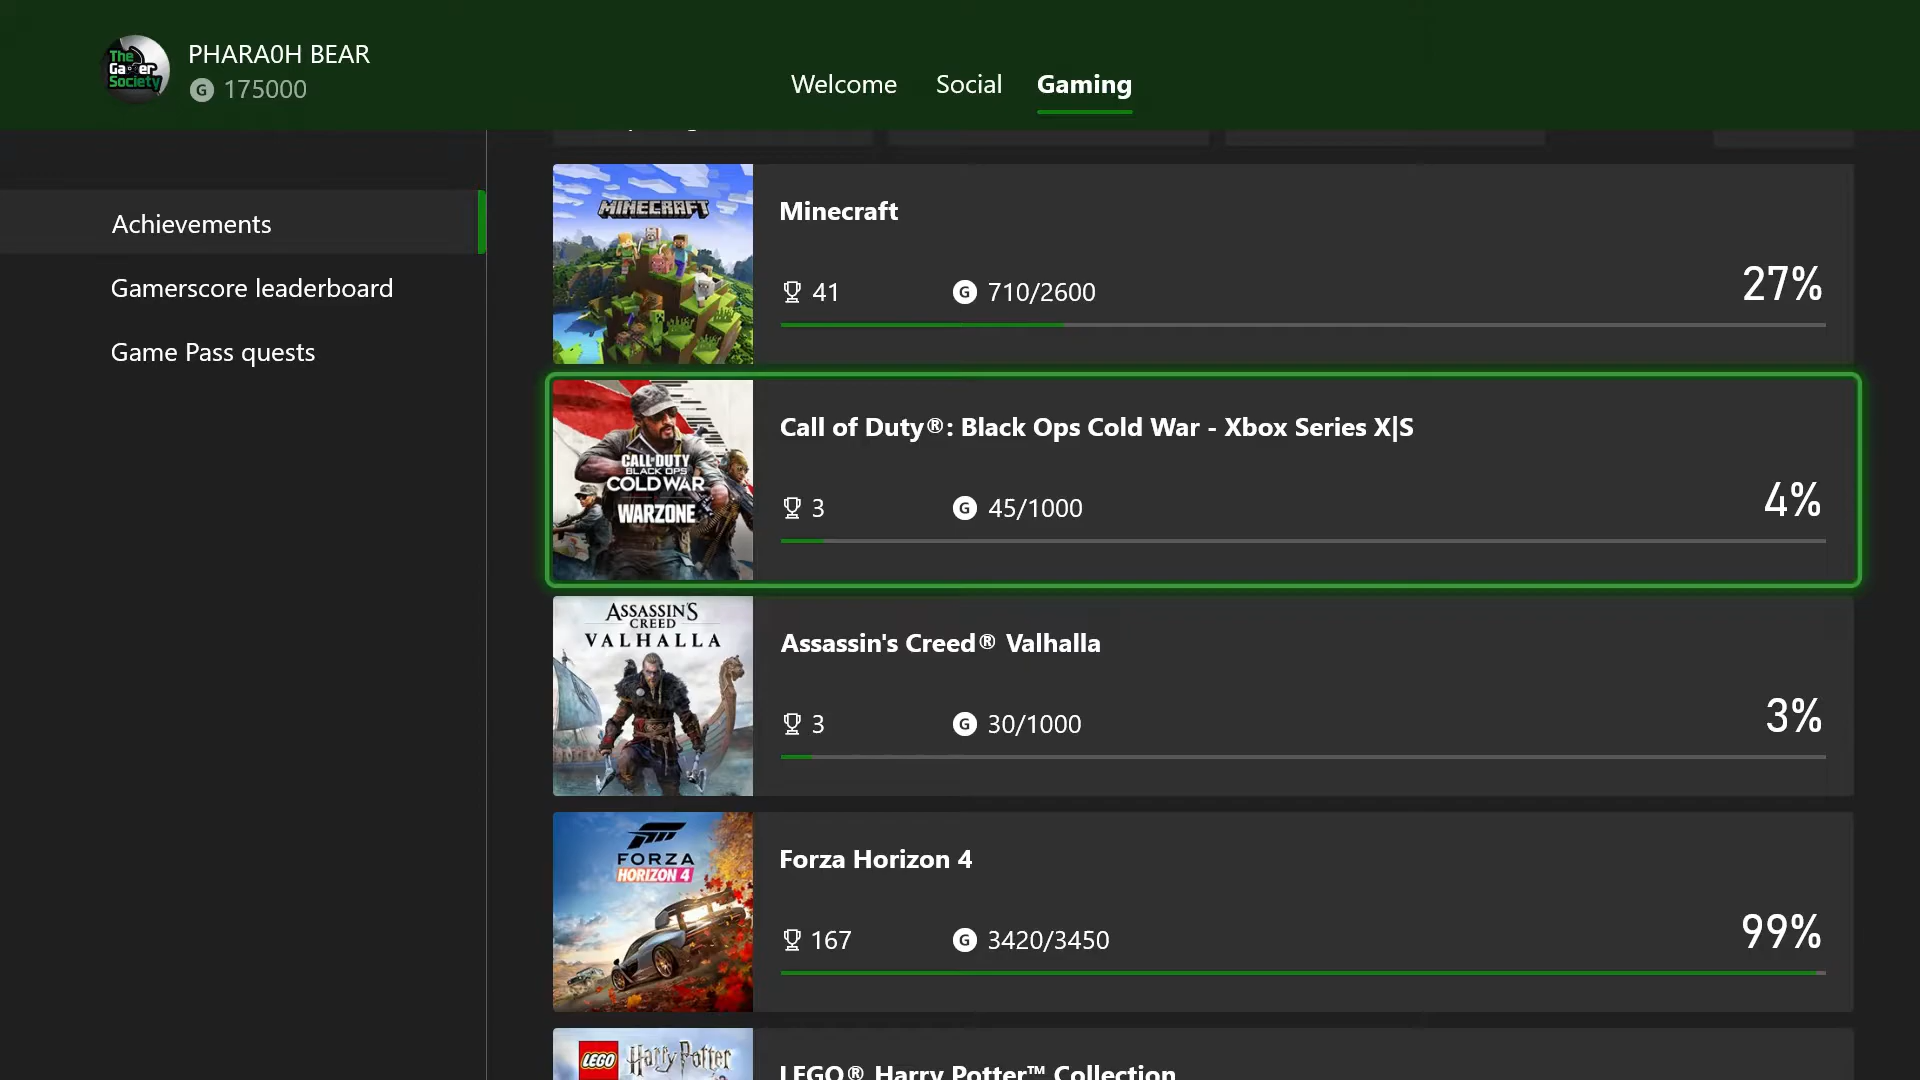 The
Gamer
Society
PHARA0H BEAR
G 175000
Welcome Social Gaming
Achievements
Gamerscore leaderboard
Game Pass quests
MINECRAFT
Minecraft
41 G 710/2600
27%
CALL OF DUTY
BLACK OPS
COLD WAR
WARZONE
Call of Duty®: Black Ops Cold War - Xbox Series X|S
3 G 45/1000
4%
ASSASSIN'S
CREED
VALHALLA
Assassin's Creed® Valhalla
3 G 30/1000
3%
FORZA
HORIZON 4
Forza Horizon 4
167 G 3420/3450
99%
LEGO Harry Potter
LEGO® Harry Potter™ Collection